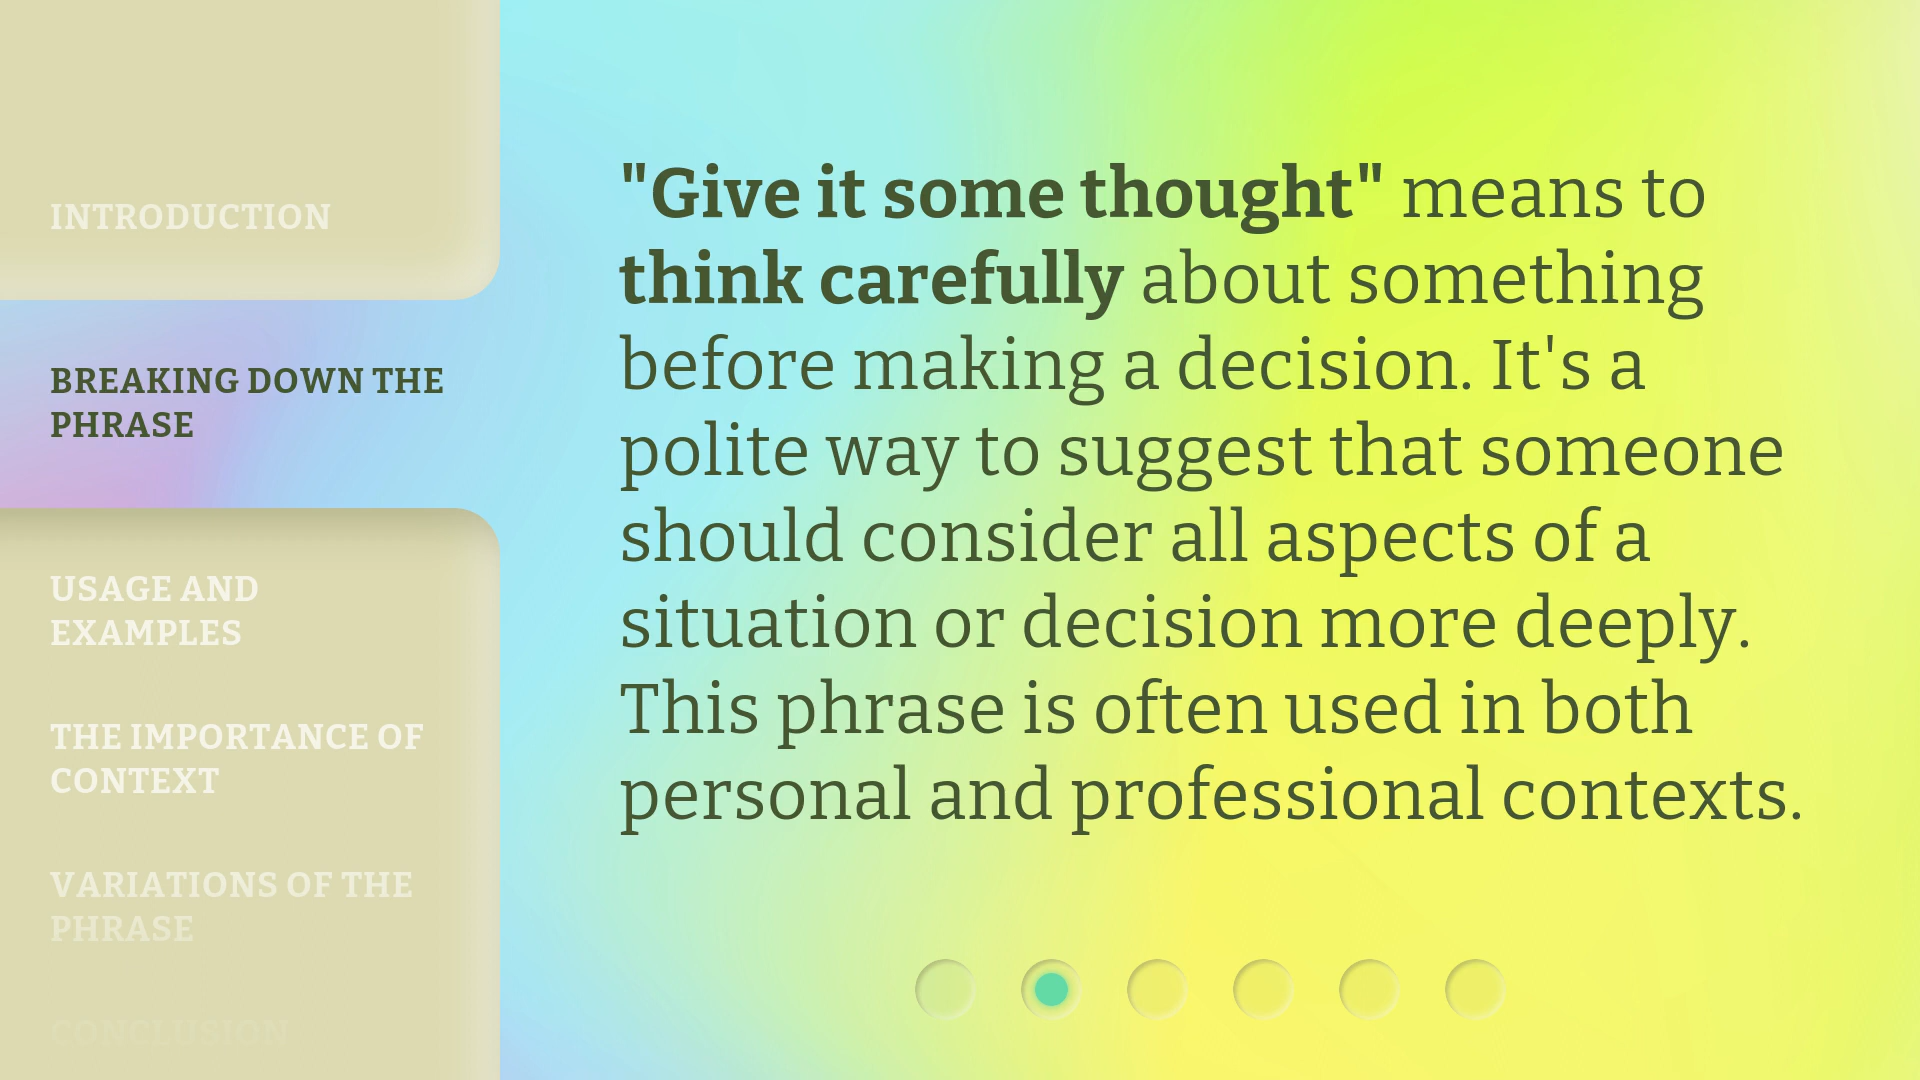 INTRODUCTION
BREAKING DOWN THE
PHRASE
USAGE AND
EXAMPLES
THE IMPORTANCE OF
CONTEXT
VARIATIONS OF THE
PHRASE
CONCLUSION
"Give it some thought" means to
think carefully about something
before making a decision. It's a
polite way to suggest that someone
should consider all aspects of a
situation or decision more deeply.
This phrase is often used in both
personal and professional contexts.